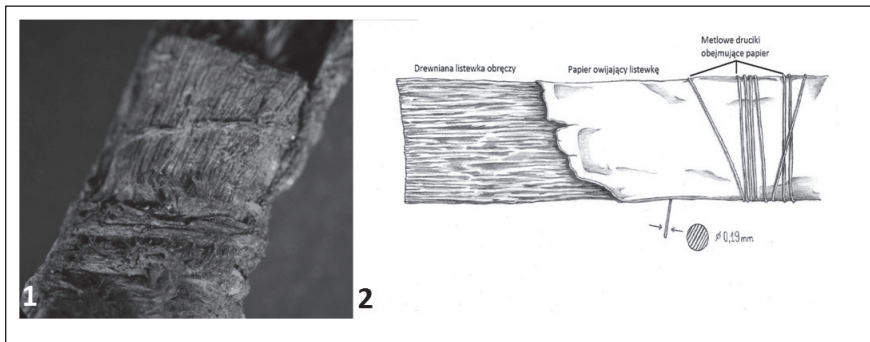 1
2
Drewniana listewka obręczy
Papier owijający listewkę
Metlowe druciki
obejmujące papier
ø 0,19mm